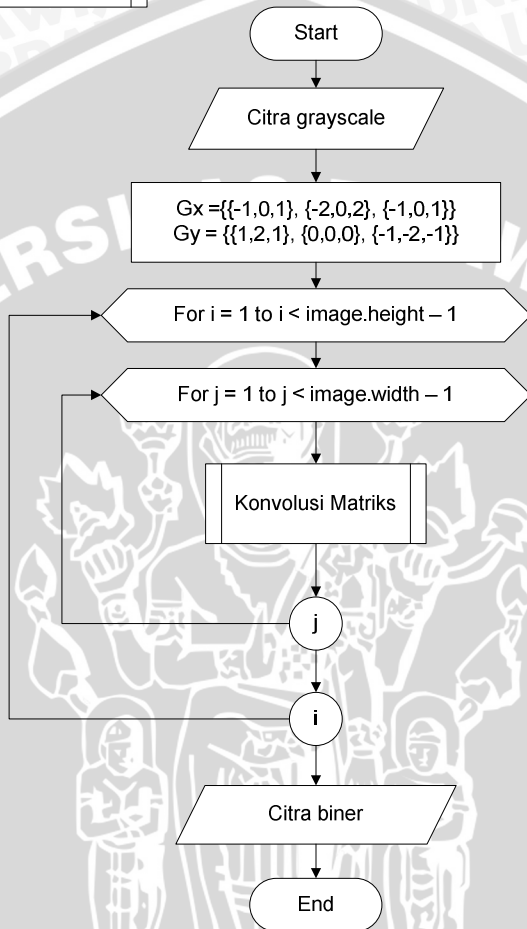 Start
Citra grayscale
Gx ={{-1,0,1}, {-2,0,2}, {-1,0,1}}
Gy = {{1,2,1}, {0,0,0}, {-1,-2,-1}}
For i = 1 to i < image.height – 1
For j = 1 to j < image.width – 1
Konvolusi Matriks
j
i
Citra biner
End